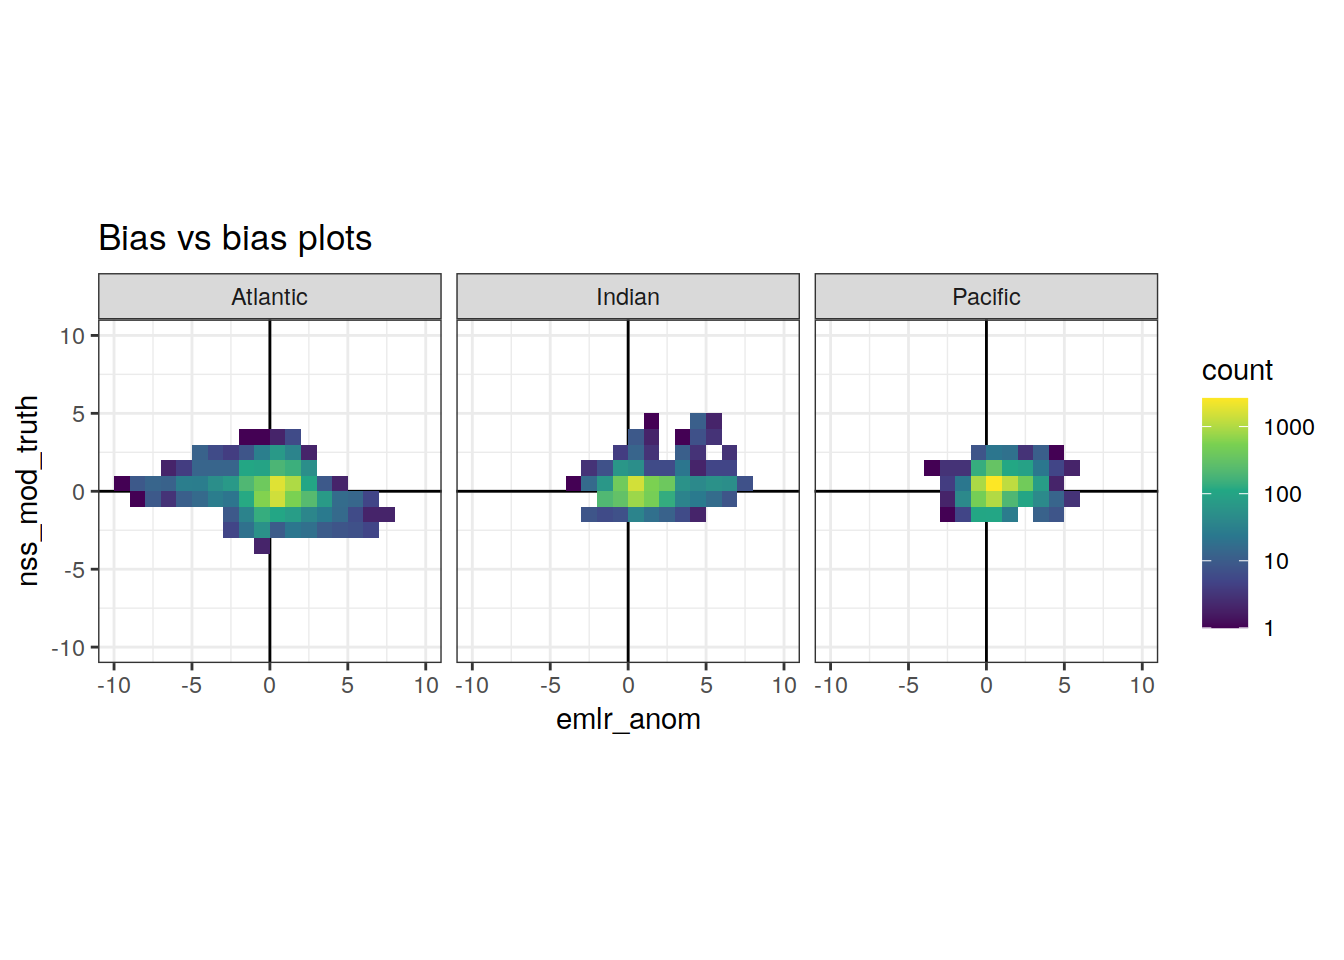 Bias vs bias plots
Atlantic
Indian
Pacific
nss_mod_truth
10
5
0
-5
-10
-10 -5 0 5 10
-10 -5 0 5 10
-10 -5 0 5 10
emlr_anom
count
1000
100
10
1